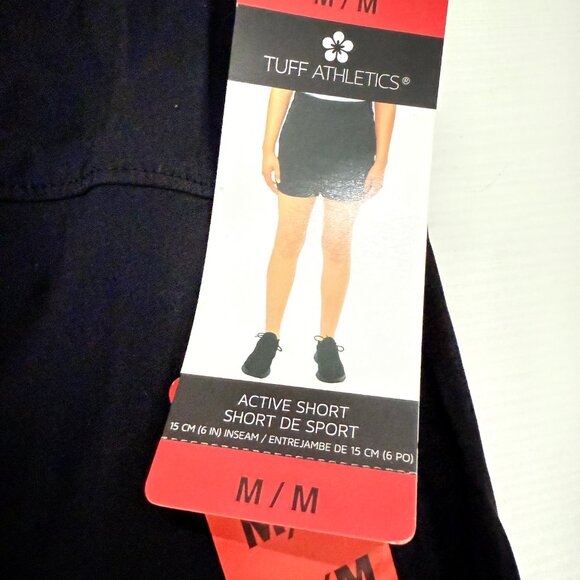 M/M
TUFF ATHLETICS®
ACTIVE SHORT
SHORT DE SPORT
15 CM (6 IN) INSEAM / ENTREJAMBE DE 15 CM (6 PO)
M/M
M/
/M